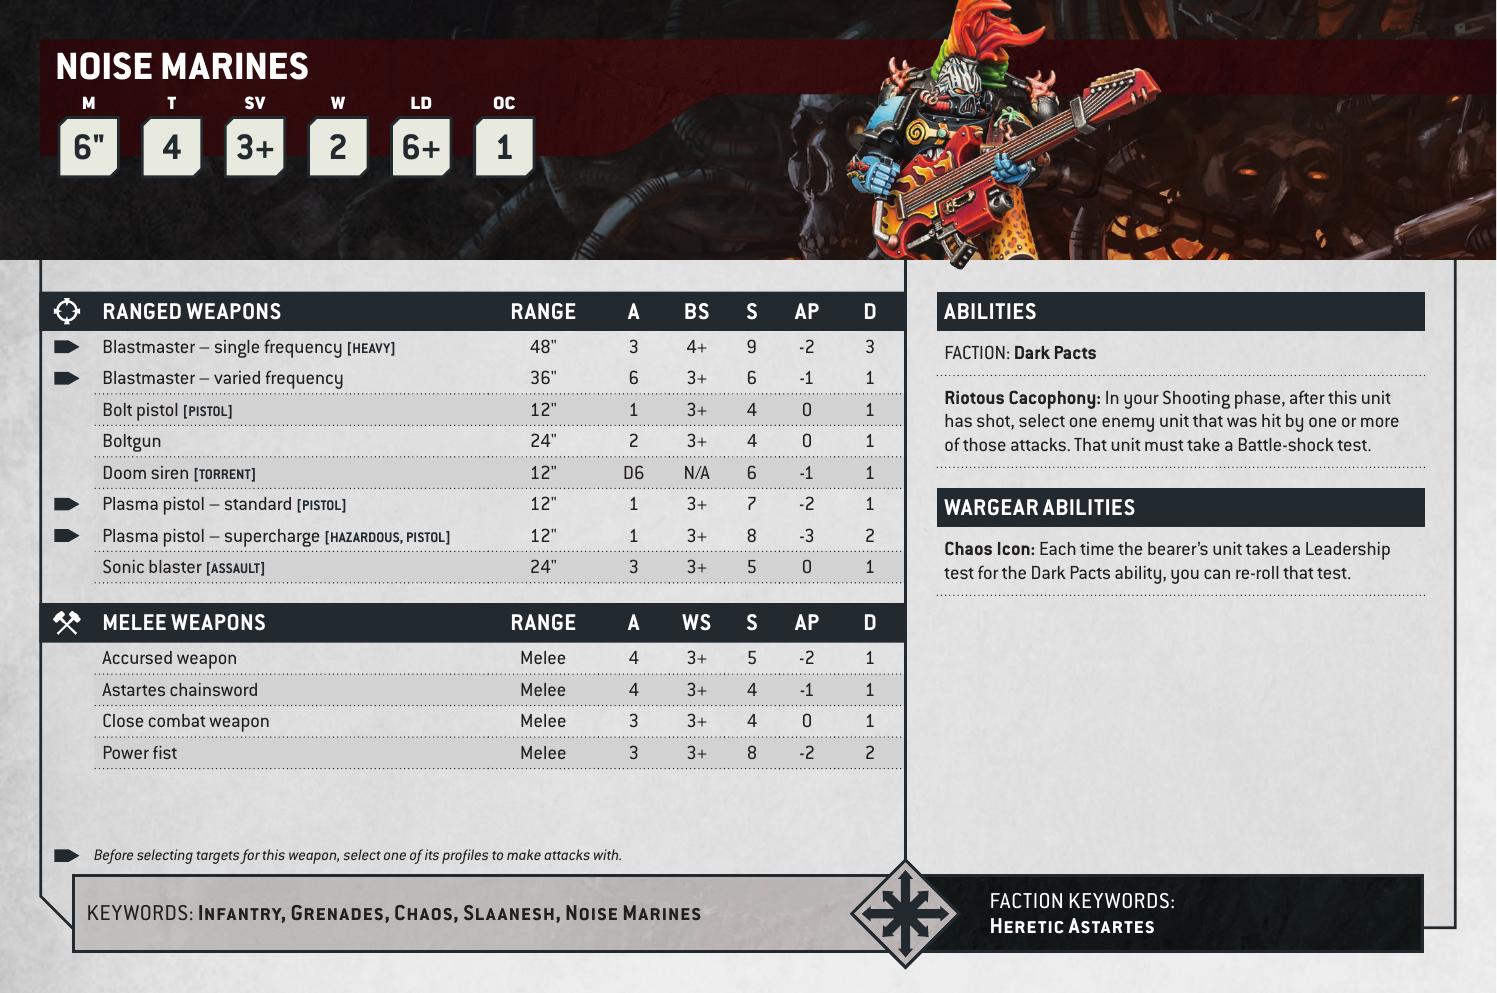 NOISE MARINES
M T SV W LD OC
6" 4 3+ 2 6+ 1
RANGED WEAPONS RANGE A BS S AP D
Blastmaster – single frequency [HEAVY] 48" 3 4+ 9 -2 3
Blastmaster – varied frequency 36" 6 3+ 6 -1 1
Bolt pistol [PISTOL] 12" 1 3+ 4 0 1
Boltgun 24" 2 3+ 4 0 1
Doom siren [TORRENT] 12" D6 N/A 6 -1 1
Plasma pistol – standard [PISTOL] 12" 1 3+ 7 -2 1
Plasma pistol – supercharge [HAZARDOUS, PISTOL] 12" 1 3+ 8 -3 2
Sonic blaster [ASSAULT] 24" 3 3+ 5 0 1
MELEE WEAPONS RANGE A WS S AP D
Accursed weapon Melee 4 3+ 5 -2 1
Astartes chainsword Melee 4 3+ 4 -1 1
Close combat weapon Melee 3 3+ 4 0 1
Power fist Melee 3 3+ 8 -2 2
Before selecting targets for this weapon, select one of its profiles to make attacks with.
ABILITIES
FACTION: Dark Pacts
Riotous Cacophony: In your Shooting phase, after this unit
has shot, select one enemy unit that was hit by one or more
of those attacks. That unit must take a Battle-shock test.
WARGEAR ABILITIES
Chaos Icon: Each time the bearer's unit takes a Leadership
test for the Dark Pacts ability, you can re-roll that test.
KEYWORDS: INFANTRY, GRENADES, CHAOS, SLAANESH, NOISE MARINES
FACTION KEYWORDS:
HERETIC ASTARTES